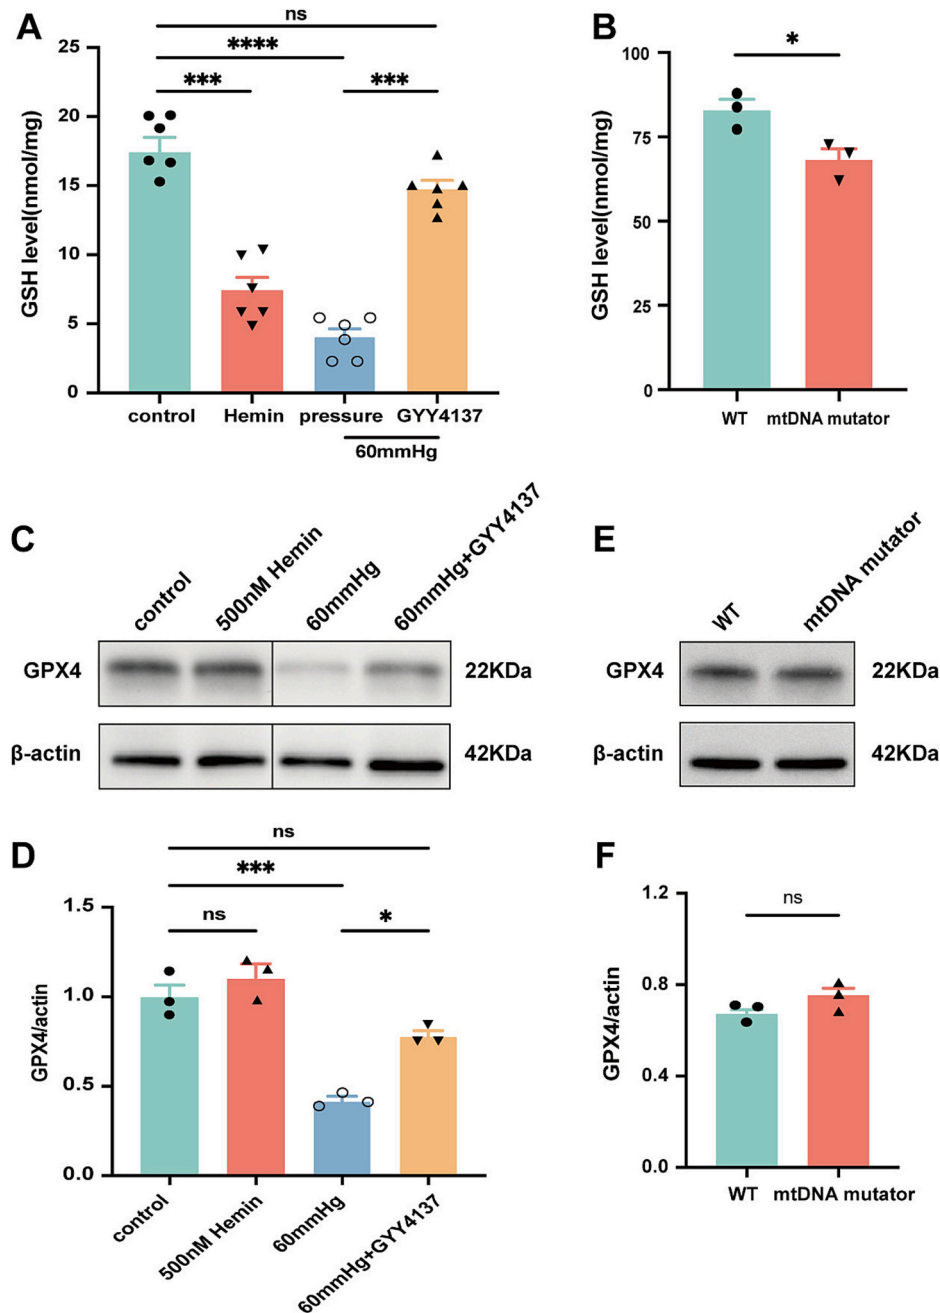 A
ns
****
***
***
25
20
15
10
5
0
GSH level(nmol/mg)
control
Hemin
pressure
GYY4137
60mmHg
B
*
100
75
50
25
0
GSH level(nmol/mg)
WT
mtDNA mutator
C
control
500nM Hemin
60mmHg
60mmHg+GYY4137
GPX4
22KDa
β-actin
42KDa
E
WT
mtDNA mutator
GPX4
22KDa
β-actin
42KDa
D
ns
***
ns
*
1.5
1.0
0.5
0.0
GPX4/actin
control
500nM Hemin
60mmHg
60mmHg+GYY4137
F
ns
1.2
0.8
0.4
0.0
GPX4/actin
WT
mtDNA mutator